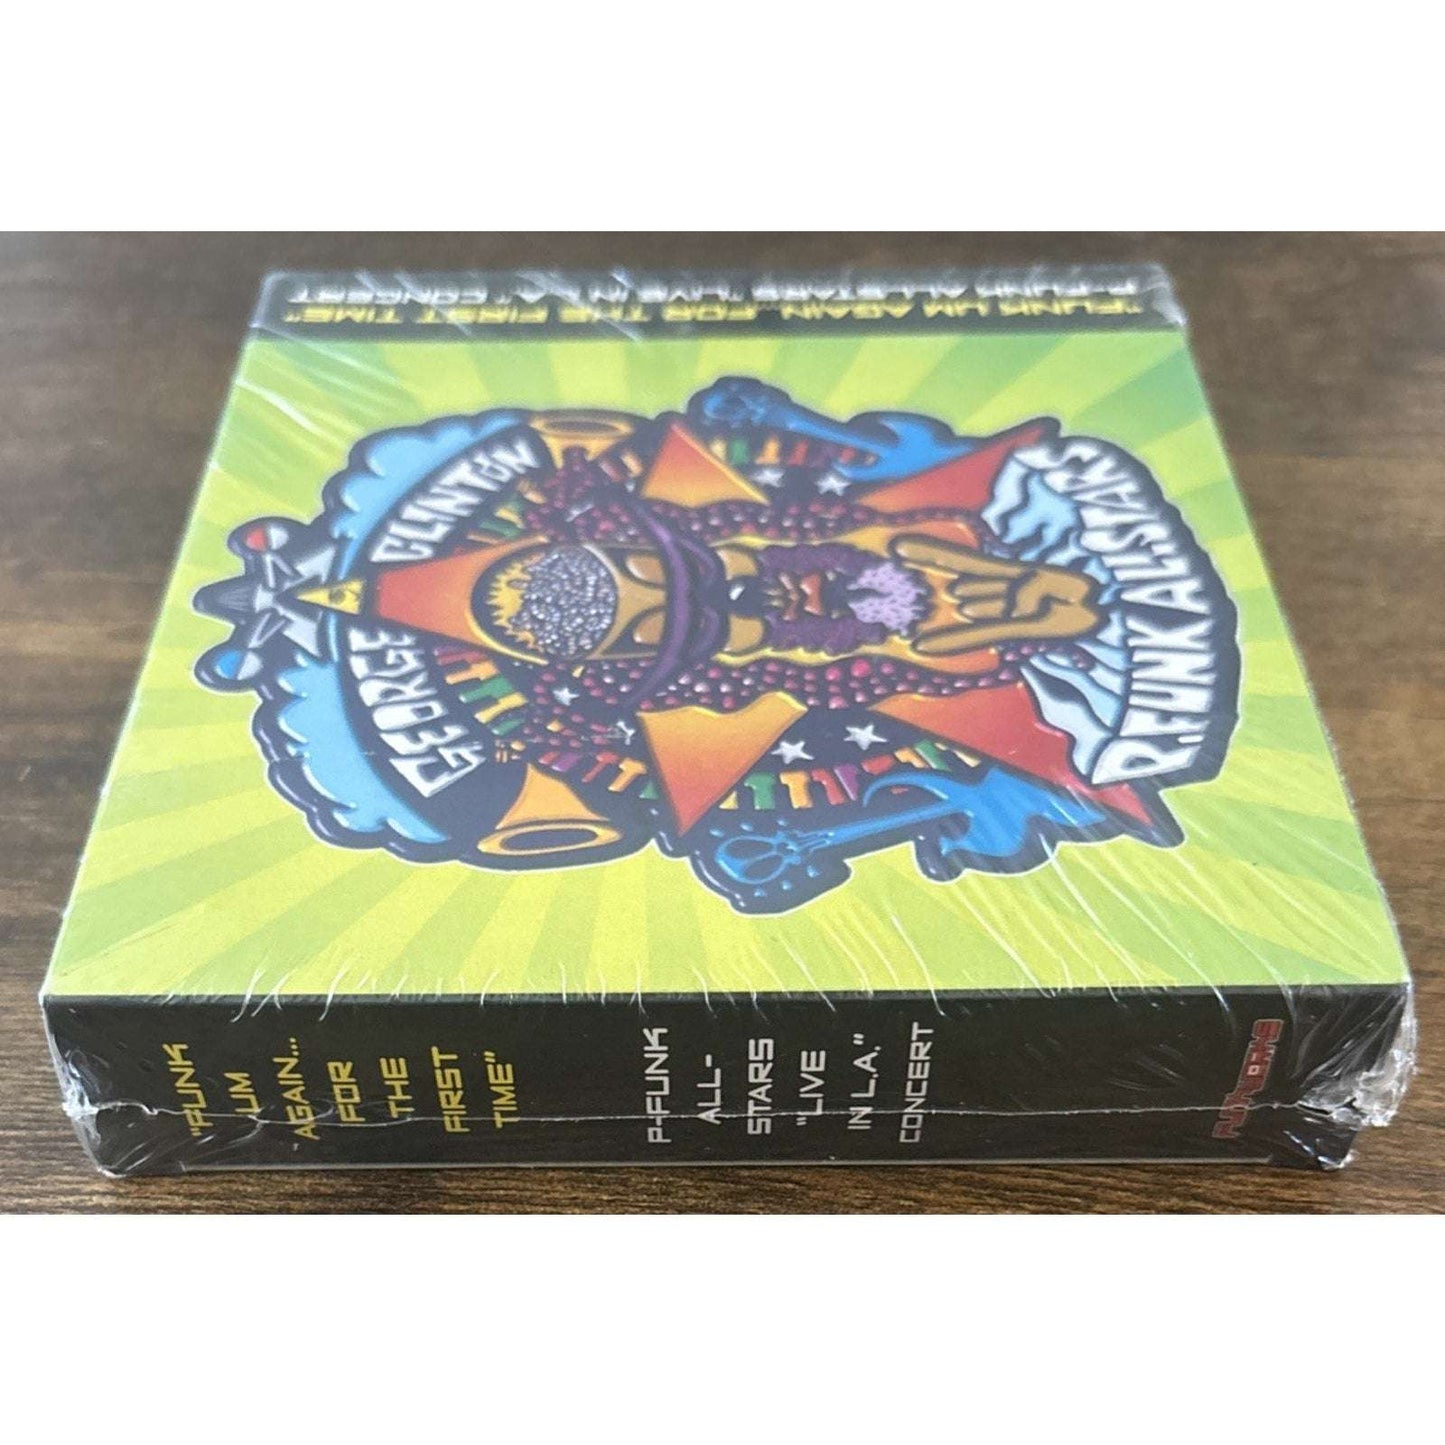 "FUNK UM AGAIN... FOR THE FIRST TIME"
P-FUNK ALL-STARS "LIVE IN L.A." CONCERT
GEORGE CLINTON
P.FUNK ALLSTARS
"FUNK
UM
AGAIN...
FOR
THE
FIRST
TIME"
P-FUNK
ALL-
STARS
"LIVE
IN L.A."
CONCERT